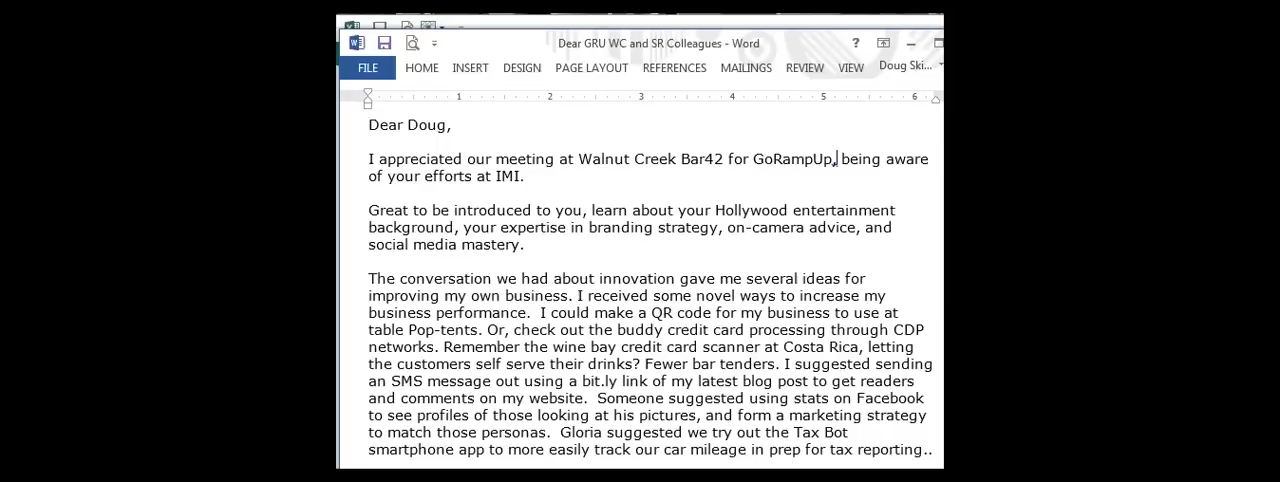 Dear GRU WC and SR Colleagues - Word
?
FILE HOME INSERT DESIGN PAGE LAYOUT REFERENCES MAILINGS REVIEW VIEW Doug Ski...
1 2 3 4 5 6
Dear Doug,
I appreciated our meeting at Walnut Creek Bar42 for GoRampUp, being aware
of your efforts at IMI.
Great to be introduced to you, learn about your Hollywood entertainment
background, your expertise in branding strategy, on-camera advice, and
social media mastery.
The conversation we had about innovation gave me several ideas for
improving my own business. I received some novel ways to increase my
business performance.  I could make a QR code for my business to use at
table Pop-tents. Or, check out the buddy credit card processing through CDP
networks. Remember the wine bay credit card scanner at Costa Rica, letting
the customers self serve their drinks? Fewer bar tenders. I suggested sending
an SMS message out using a bit.ly link of my latest blog post to get readers
and comments on my website.  Someone suggested using stats on Facebook
to see profiles of those looking at his pictures, and form a marketing strategy
to match those personas.  Gloria suggested we try out the Tax Bot
smartphone app to more easily track our car mileage in prep for tax reporting..